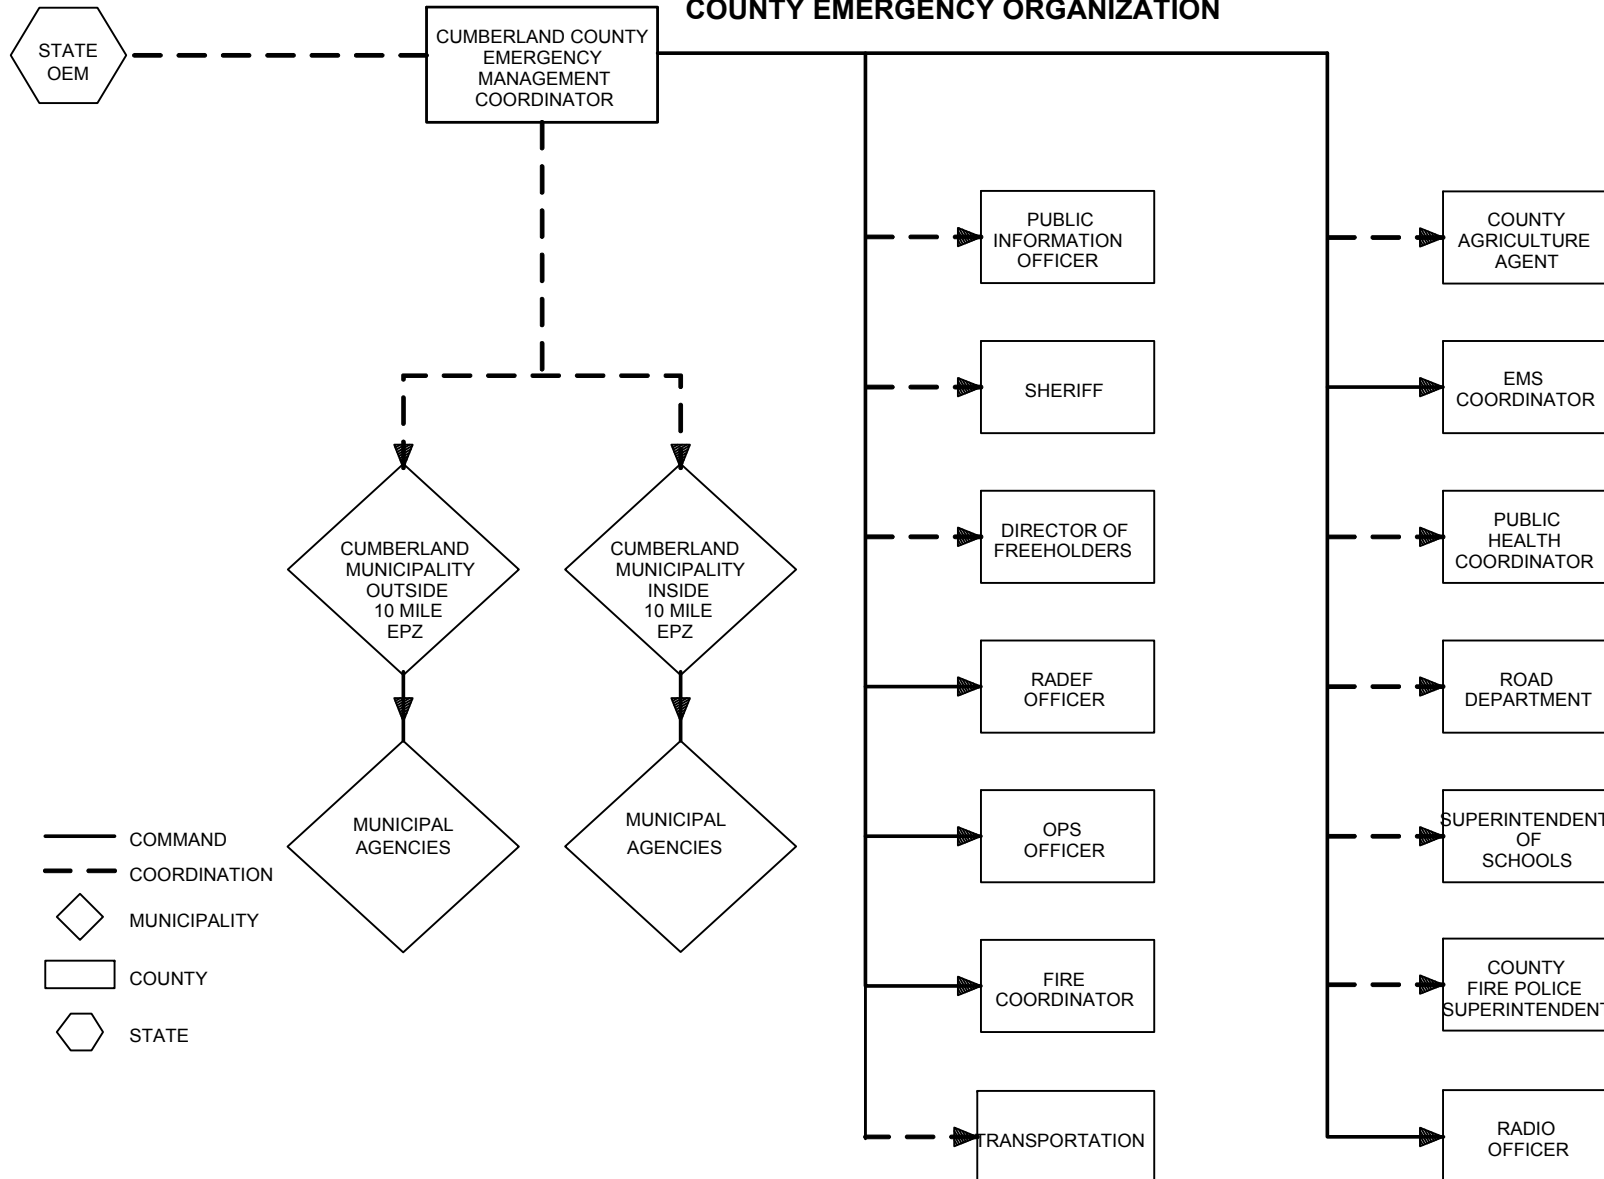 COUNTY EMERGENCY ORGANIZATION
STATE
OEM
CUMBERLAND COUNTY
EMERGENCY
MANAGEMENT
COORDINATOR
PUBLIC
INFORMATION
OFFICER
COUNTY
AGRICULTURE
AGENT
SHERIFF
EMS
COORDINATOR
CUMBERLAND
MUNICIPALITY
OUTSIDE
10 MILE
EPZ
CUMBERLAND
MUNICIPALITY
INSIDE
10 MILE
EPZ
DIRECTOR OF
FREEHOLDERS
PUBLIC
HEALTH
COORDINATOR
RADEF
OFFICER
ROAD
DEPARTMENT
MUNICIPAL
AGENCIES
MUNICIPAL
AGENCIES
OPS
OFFICER
SUPERINTENDENT
OF
SCHOOLS
FIRE
COORDINATOR
COUNTY
FIRE POLICE
SUPERINTENDENT
TRANSPORTATION
RADIO
OFFICER
COMMAND
COORDINATION
MUNICIPALITY
COUNTY
STATE